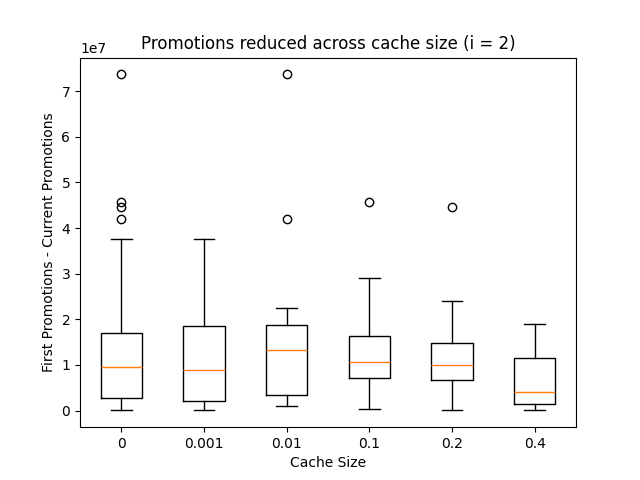 Promotions reduced across cache size (i = 2)
1e7
First Promotions - Current Promotions
7
6
5
4
3
2
1
0
0 0.001 0.01 0.1 0.2 0.4
Cache Size